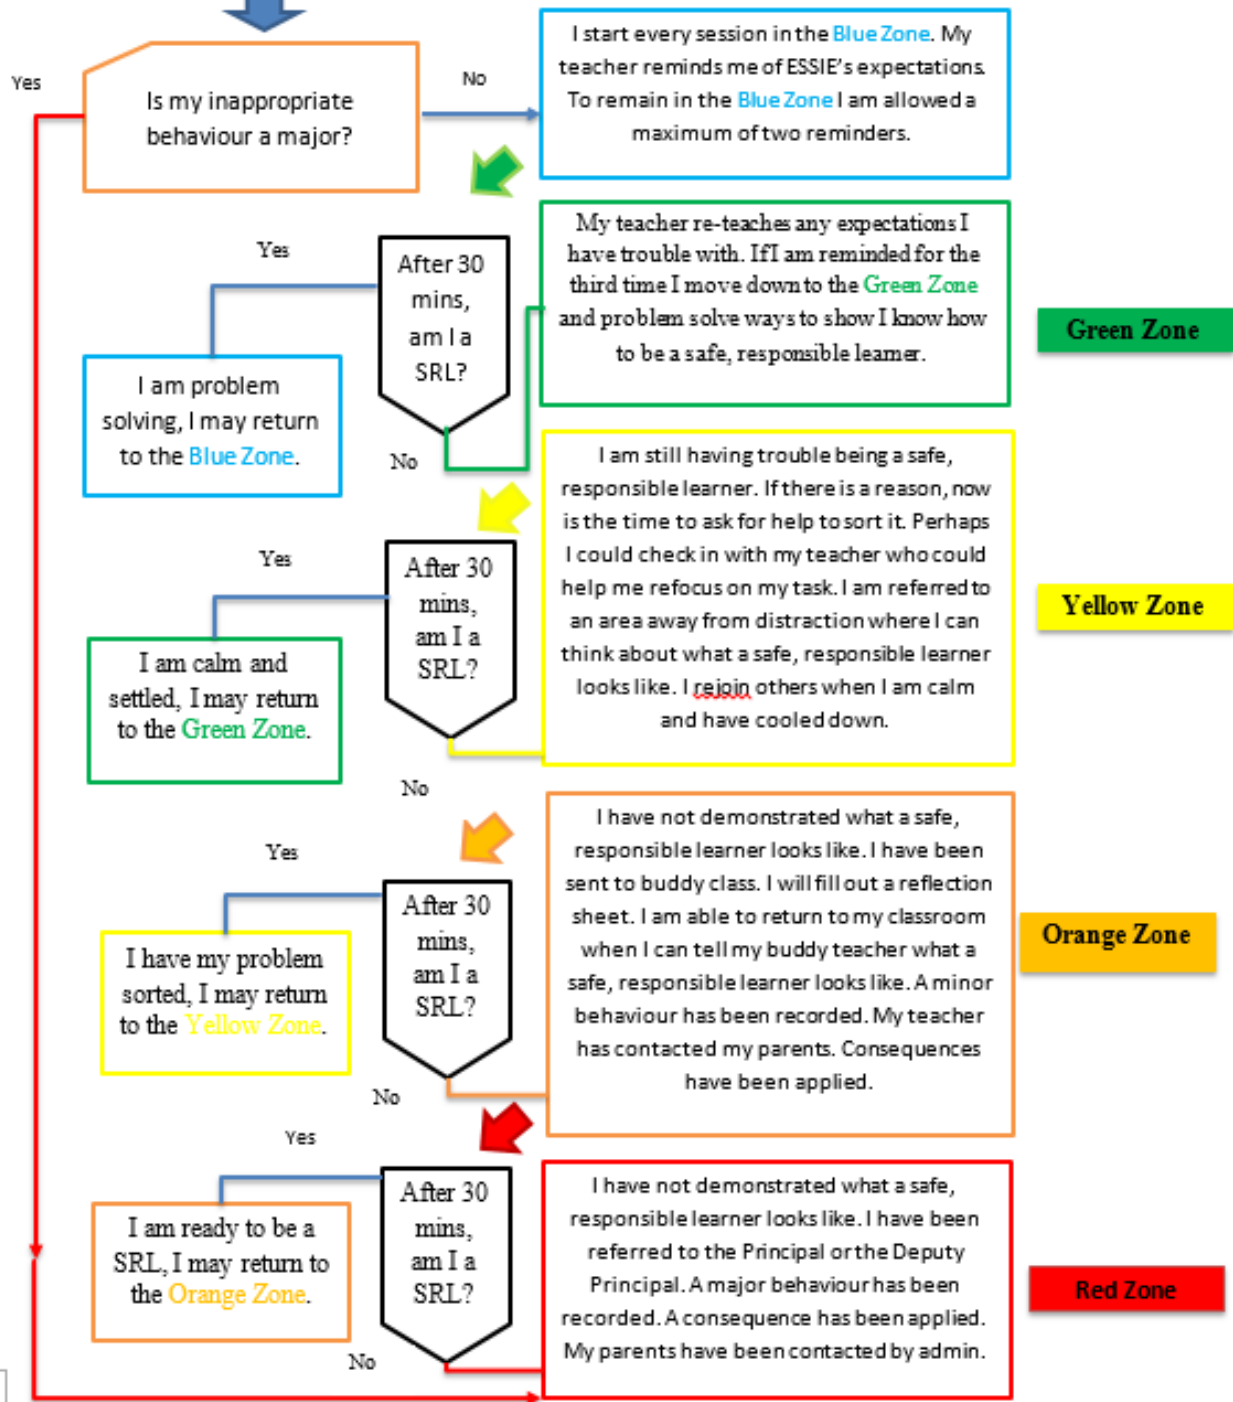 Yes
Is my inappropriate
behaviour a major?
No
I start every session in the Blue Zone. My
teacher reminds me of ESSIE's expectations.
To remain in the Blue Zone I am allowed a
maximum of two reminders.
My teacher re-teaches any expectations I
have trouble with. If I am reminded for the
third time I move down to the Green Zone
and problem solve ways to show I know how
to be a safe, responsible learner.
Green Zone
Yes
After 30
mins,
am I a
SRL?
I am problem
solving, I may return
to the Blue Zone.
No
I am still having trouble being a safe,
responsible learner. If there is a reason, now
is the time to ask for help to sort it. Perhaps
I could check in with my teacher who could
help me refocus on my task. I am referred to
an area away from distraction where I can
think about what a safe, responsible learner
looks like. I rejoin others when I am calm
and have cooled down.
Yellow Zone
Yes
After 30
mins,
am I a
SRL?
I am calm and
settled, I may return
to the Green Zone.
No
I have not demonstrated what a safe,
responsible learner looks like. I have been
sent to buddy class. I will fill out a reflection
sheet. I am able to return to my classroom
when I can tell my buddy teacher what a
safe, responsible learner looks like. A minor
behaviour has been recorded. My teacher
has contacted my parents. Consequences
have been applied.
Orange Zone
Yes
After 30
mins,
am I a
SRL?
I have my problem
sorted, I may return
to the Yellow Zone.
No
I have not demonstrated what a safe,
responsible learner looks like. I have been
referred to the Principal or the Deputy
Principal. A major behaviour has been
recorded. A consequence has been applied.
My parents have been contacted by admin.
Red Zone
Yes
After 30
mins,
am I a
SRL?
I am ready to be a
SRL, I may return to
the Orange Zone.
No